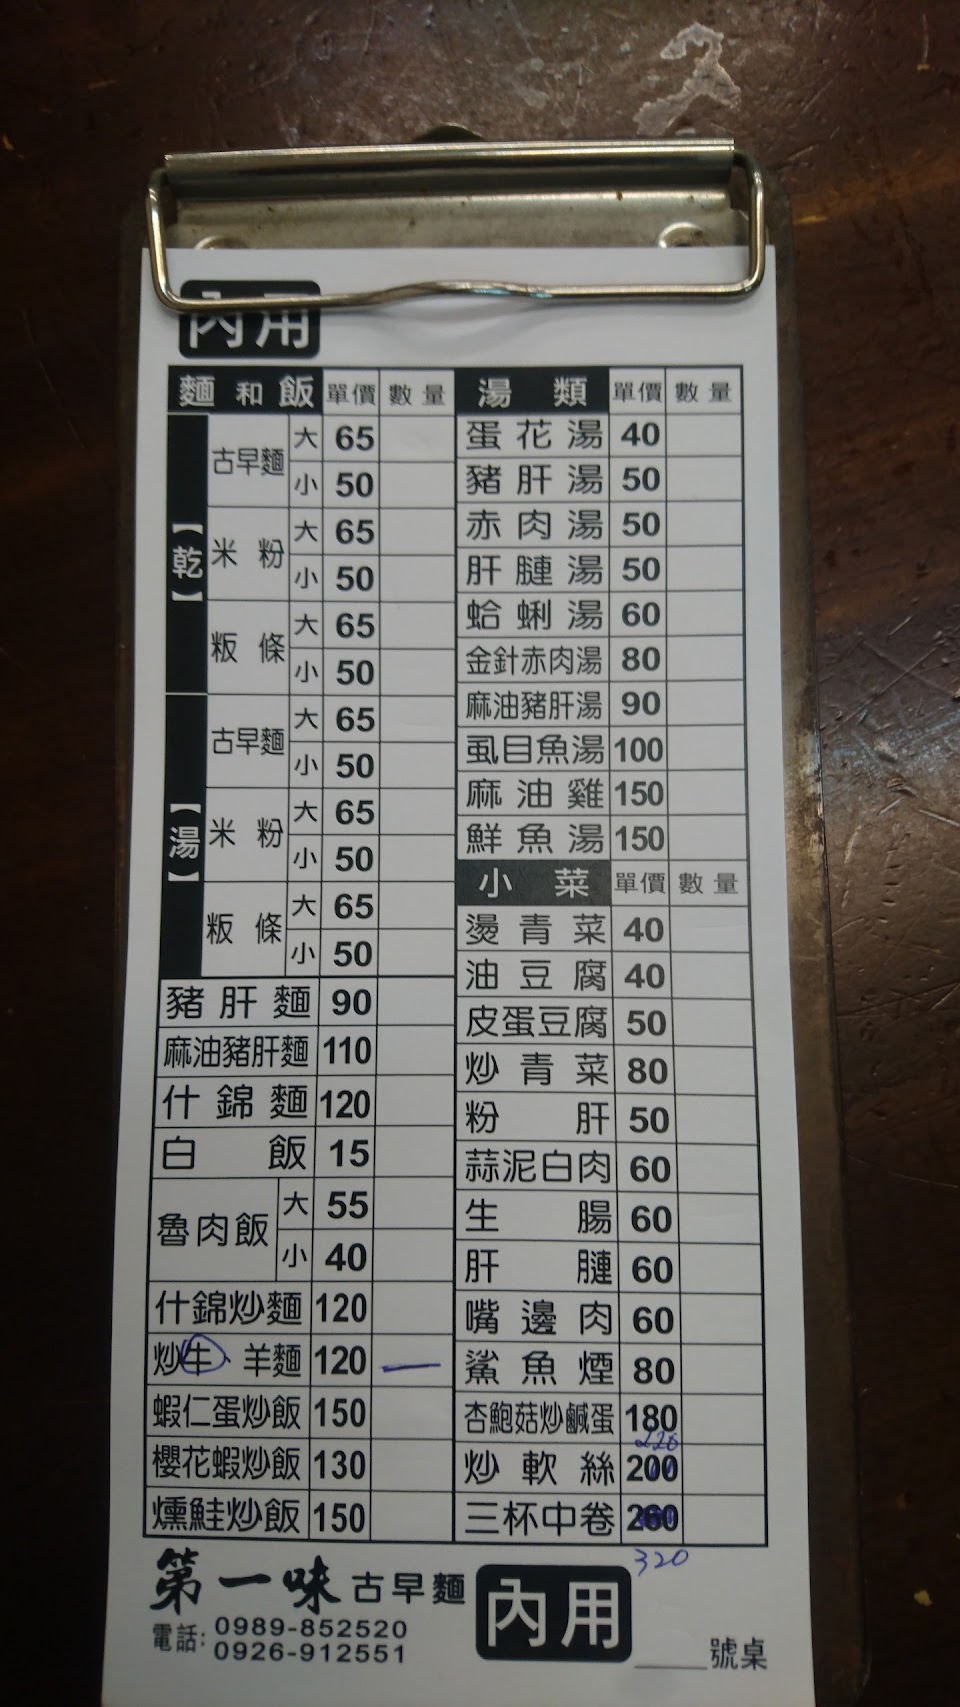 內用
麵和飯 單價 數量
【乾】
古早麵 大 65
小 50
米粉 大 65
小 50
粄條 大 65
小 50
【湯】
古早麵 大 65
小 50
米粉 大 65
小 50
粄條 大 65
小 50
豬肝麵 90
麻油豬肝麵 110
什錦麵 120
白飯 15
魯肉飯 大 55
小 40
什錦炒麵 120
炒牛、羊麵 120 一
蝦仁蛋炒飯 150
櫻花蝦炒飯 130
燻鮭炒飯 150
湯類 單價 數量
蛋花湯 40
豬肝湯 50
赤肉湯 50
肝腱湯 50
蛤蜊湯 60
金針赤肉湯 80
麻油豬肝湯 90
虱目魚湯 100
麻油雞 150
鮮魚湯 150
小菜 單價 數量
燙青菜 40
油豆腐 40
皮蛋豆腐 50
炒青菜 80
粉肝 50
蒜泥白肉 60
生腸 60
肝腱 60
嘴邊肉 60
鯊魚煙 80
杏鮑菇炒鹹蛋 180
220
炒軟絲 200
三杯中卷 260
320
第一味 古早麵
電話: 0989-852520
0926-912551
內用
____號桌